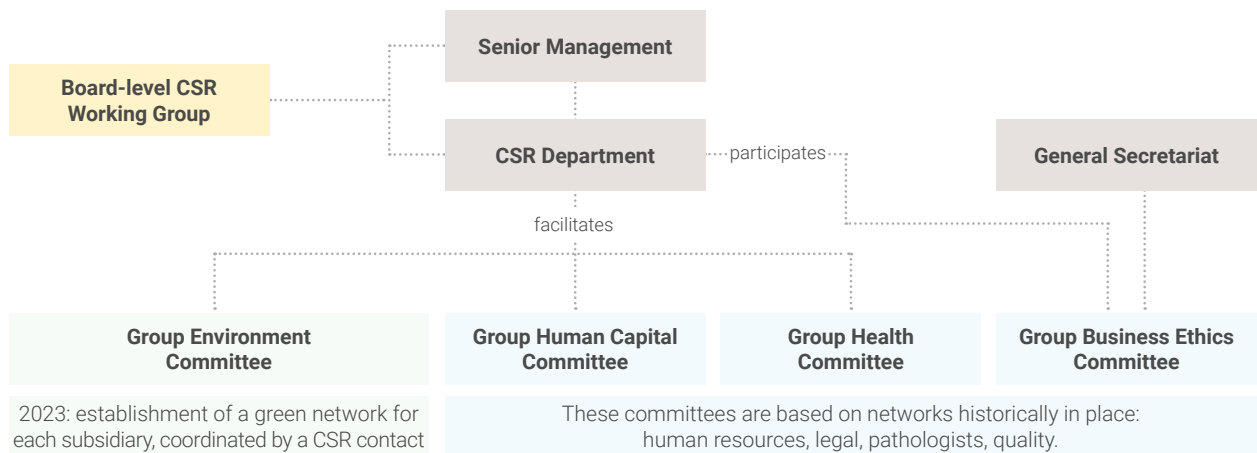 Senior Management
Board-level CSR
Working Group
CSR Department
participates
General Secretariat
facilitates
Group Environment
Committee
Group Human Capital
Committee
Group Health
Committee
Group Business Ethics
Committee
2023: establishment of a green network for
each subsidiary, coordinated by a CSR contact
These committees are based on networks historically in place:
human resources, legal, pathologists, quality.